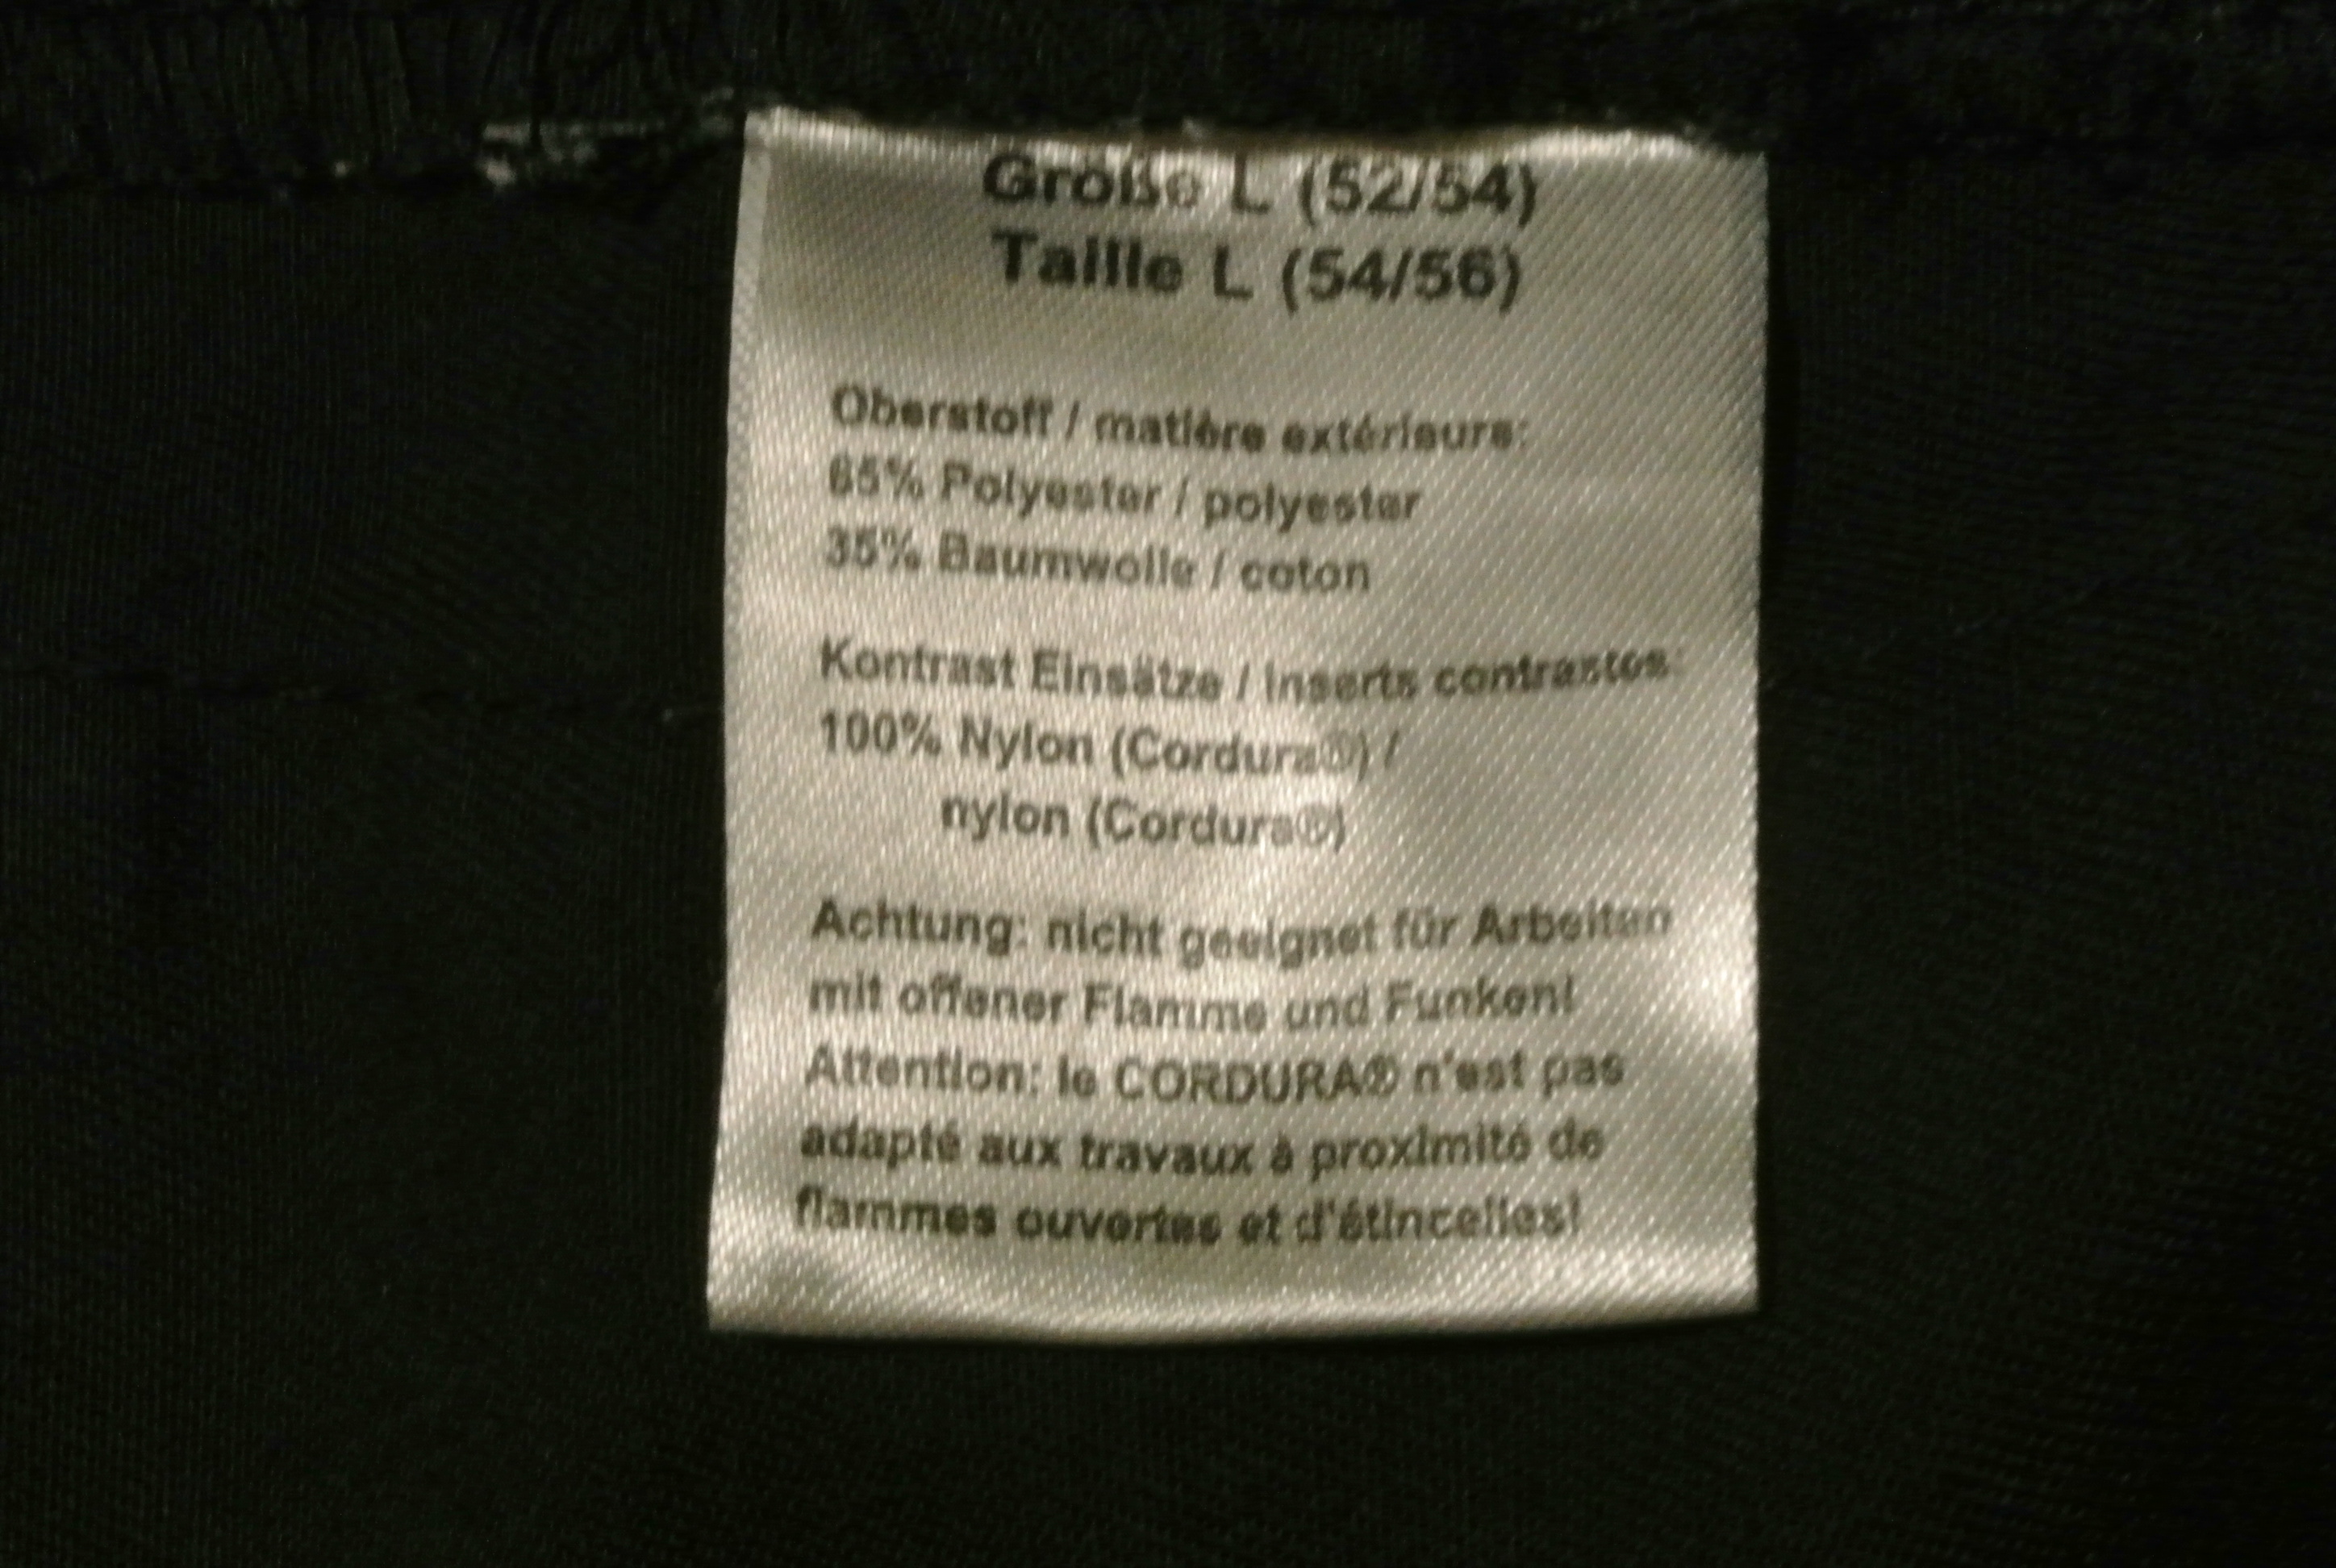 Größe L (52/54)
Taille L (54/56)
Oberstoff / matière extérieure:
65% Polyester / polyester
35% Baumwolle / coton
Kontrast Einsätze / inserts contrastes:
100% Nylon (Cordura®) /
nylon (Cordura®)
Achtung: nicht geeignet für Arbeiten
mit offener Flamme und Funken!
Attention: le CORDURA® n'est pas
adapté aux travaux à proximité de
flammes ouvertes et d'étincelles!